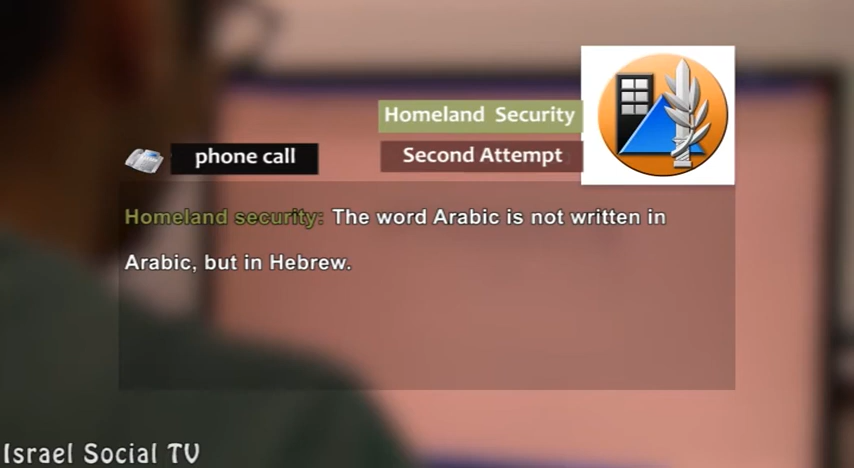 Homeland Security
phone call
Second Attempt
Homeland security: The word Arabic is not written in
Arabic, but in Hebrew.
Israel Social TV